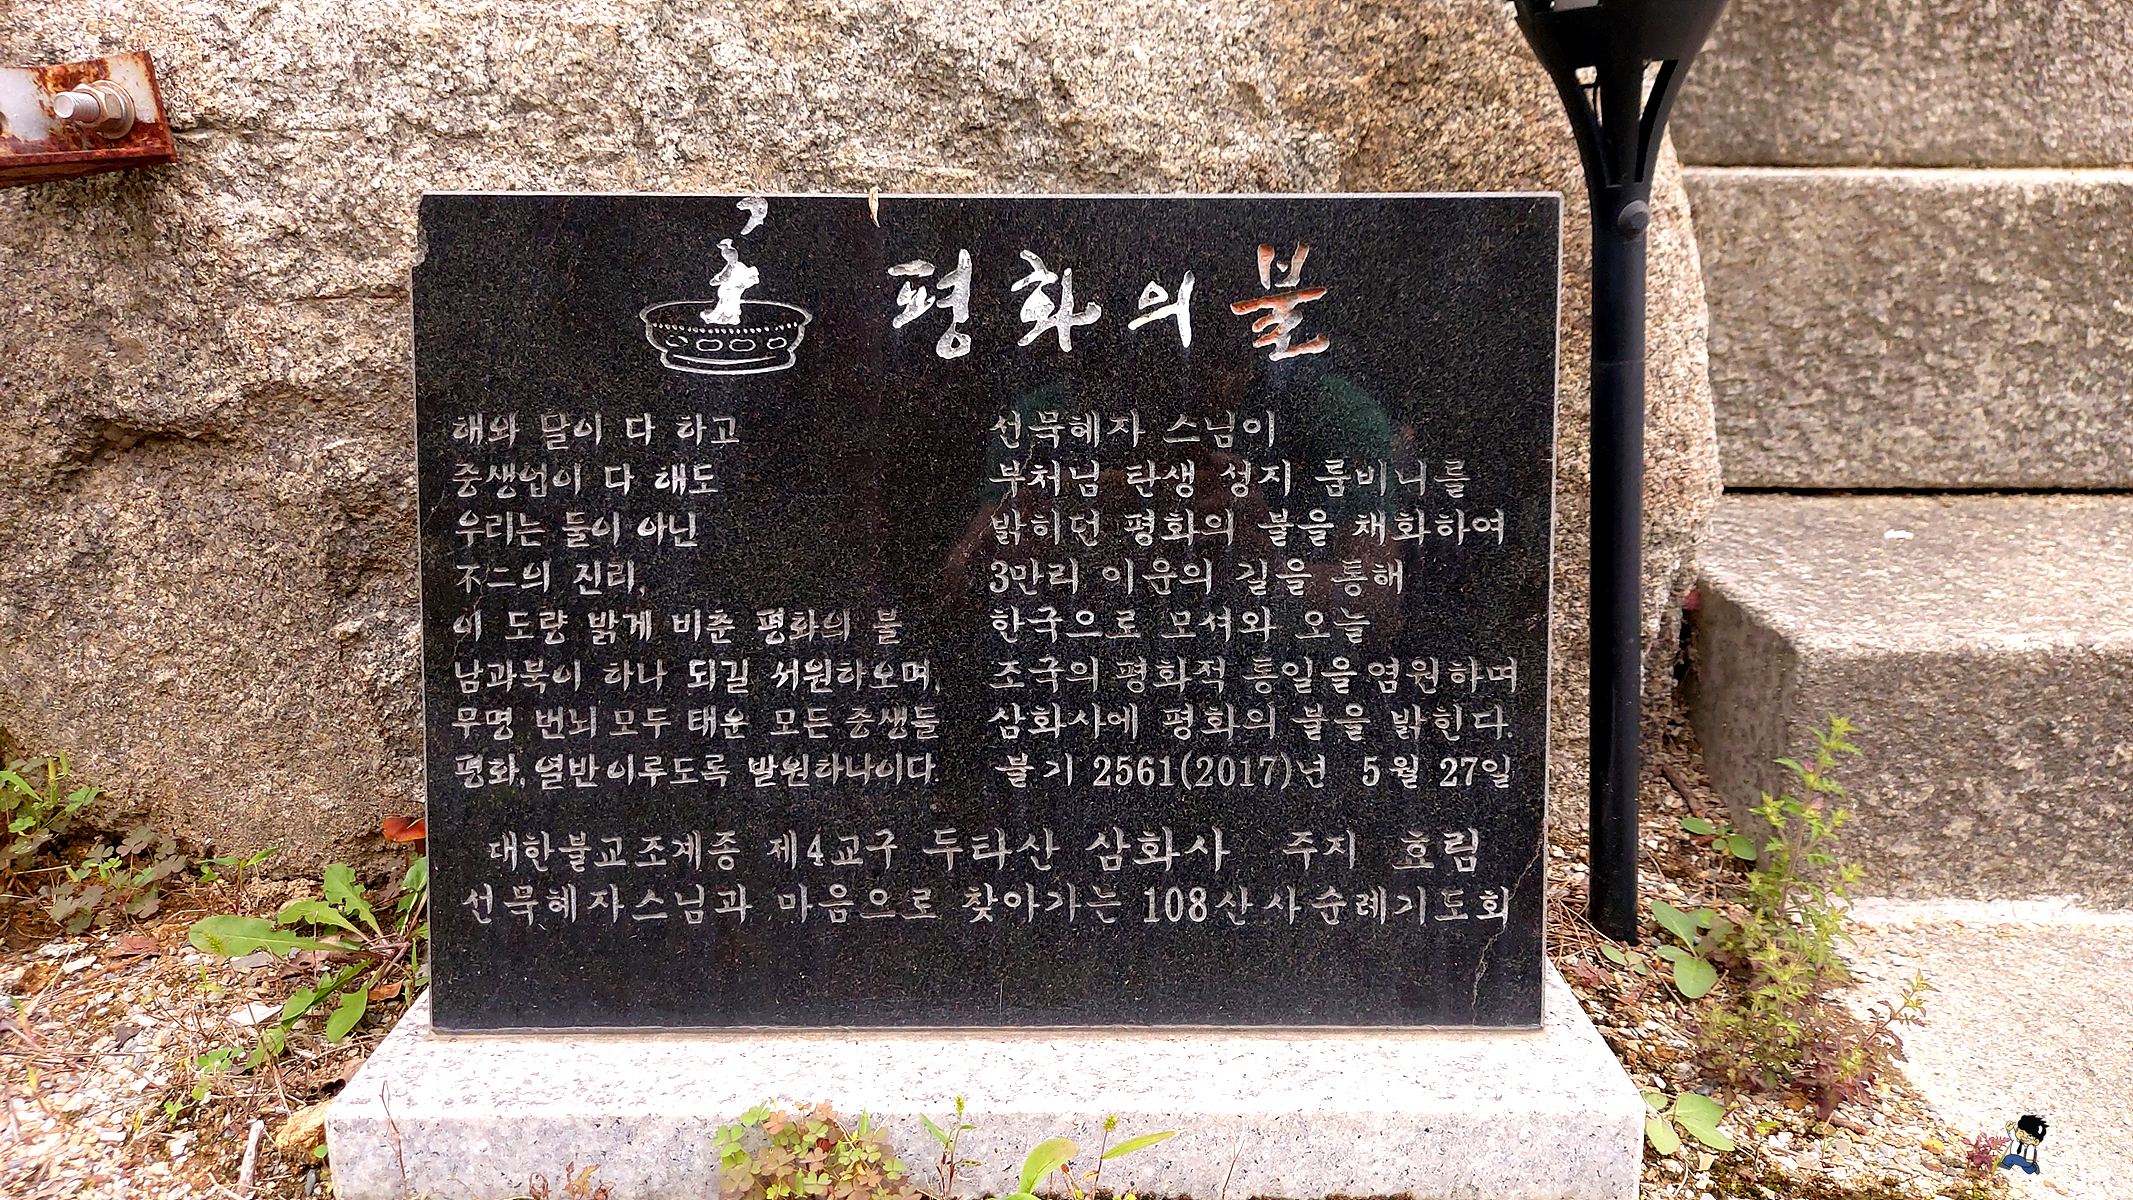 평화의 불
해와 달이 다 하고
중생업이 다 해도
우리는 둘이 아닌
不二의 진리,
이 도량 밝게 비춘 평화의 불
남과북이 하나 되길 서원하오며,
무명 번뇌 모두 태운 모든 중생들
평화, 열반 이루도록 발원하나이다.
선묵혜자 스님이
부처님 탄생 성지 룸비니를
밝히던 평화의 불을 채화하여
3만리 이운의 길을 통해
한국으로 모셔와 오늘
조국의 평화적 통일을 염원하며
삼화사에 평화의 불을 밝힌다.
불기 2561(2017)년 5월 27일
대한불교조계종 제4교구 두타산 삼화사 주지 효림
선묵혜자스님과 마음으로 찾아가는 108산사순례기도회